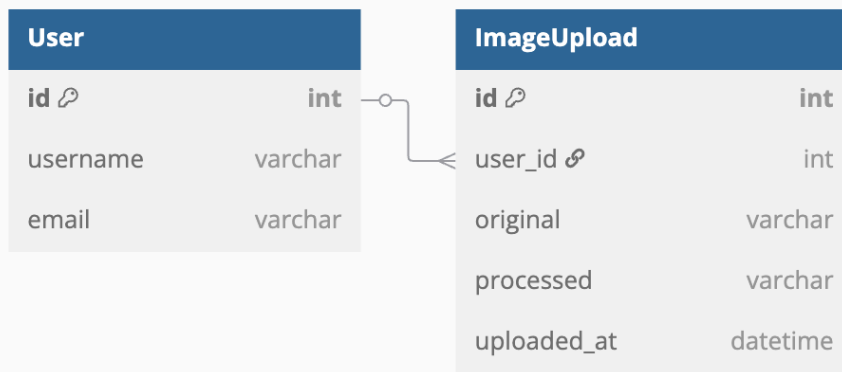 User
id int
username varchar
email varchar
ImageUpload
id int
user_id int
original varchar
processed varchar
uploaded_at datetime